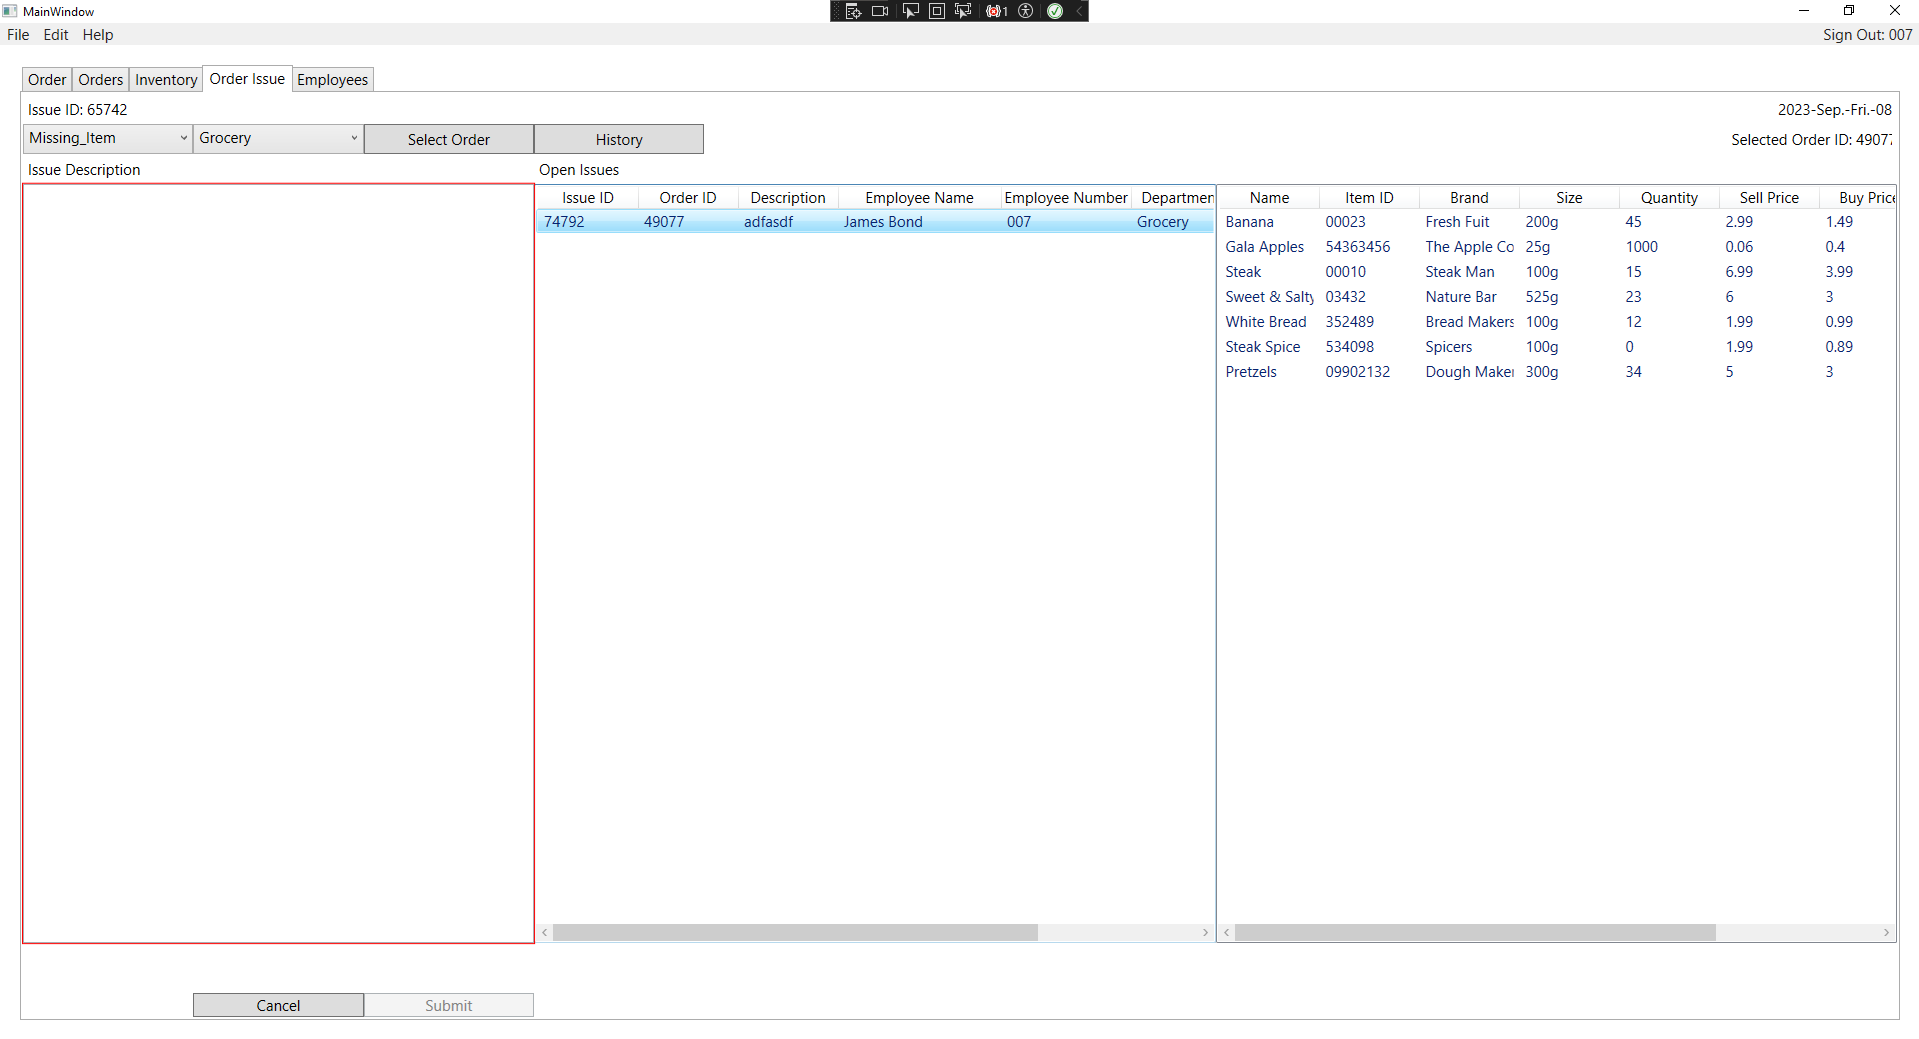 MainWindow
1
File Edit Help
Sign Out: 007
Order Orders Inventory Order Issue Employees
Issue ID: 65742
2023-Sep.-Fri.-08
Missing_Item Grocery Select Order History
Selected Order ID: 49077
Issue Description Open Issues
Issue ID Order ID Description Employee Name Employee Number Departmen Name Item ID Brand Size Quantity Sell Price Buy Price
74792 49077 adfasdf James Bond 007 Grocery Banana 00023 Fresh Fuit 200g 45 2.99 1.49
Gala Apples 54363456 The Apple Co 25g 1000 0.06 0.4
Steak 00010 Steak Man 100g 15 6.99 3.99
Sweet & Salty 03432 Nature Bar 525g 23 6 3
White Bread 352489 Bread Makers 100g 12 1.99 0.99
Steak Spice 534098 Spicers 100g 0 1.99 0.89
Pretzels 09902132 Dough Maker 300g 34 5 3
Cancel Submit